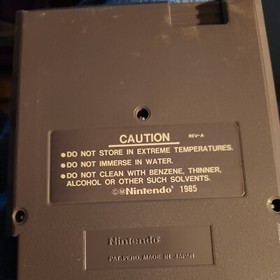 CAUTION REV-A
•DO NOT STORE IN EXTREME TEMPERATURES.
•DO NOT IMMERSE IN WATER.
•DO NOT CLEAN WITH BENZENE, THINNER,
ALCOHOL OR OTHER SUCH SOLVENTS.
©Ⓜ Nintendo 1985
Nintendo
PAT.PEND. MADE IN JAPAN